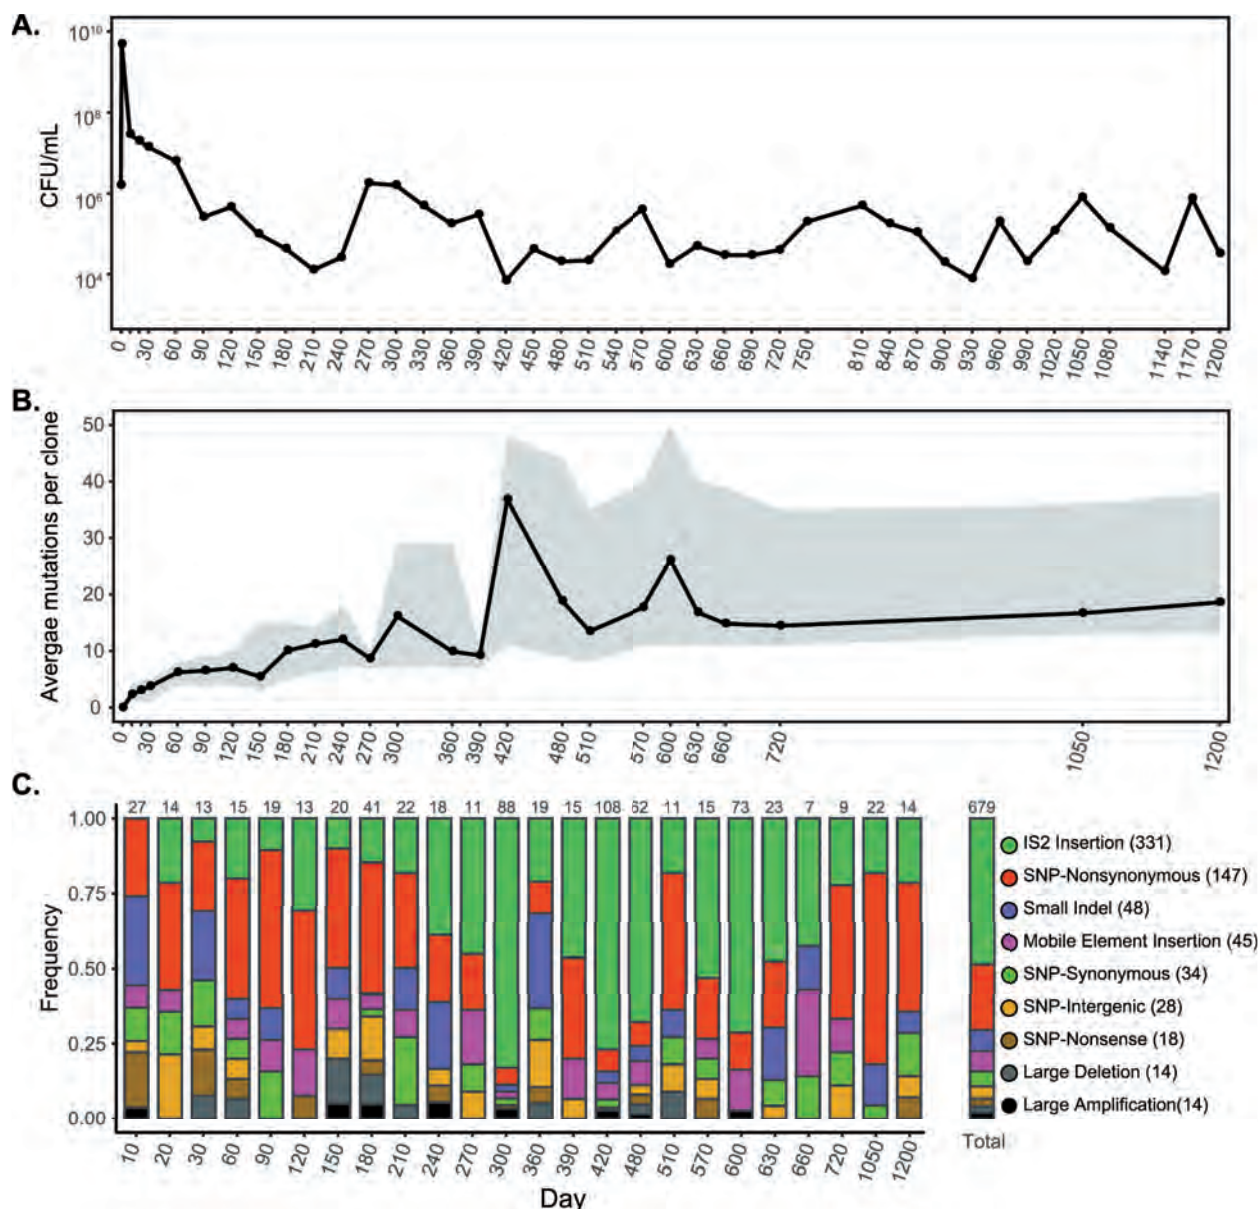 A.
10^10
10^8
10^6
10^4
CFU/mL
0 30 60 90 120 150 180 210 240 270 300 330 360 390 420 450 480 510 540 570 600 630 660 690 720 750 810 840 870 900 930 960 990 1020 1050 1080 1140 1170 1200
B.
50
40
30
20
10
0
Avergae mutations per clone
0 30 60 90 120 150 180 210 240 270 300 360 390 420 480 510 570 600 630 660 720 1050 1200
C.
27 14 13 15 19 13 20 41 22 18 11 88 19 15 108 62 11 15 73 23 7 9 22 14 679
1.00
0.75
0.50
0.25
0.00
Frequency
IS2 Insertion (331)
SNP-Nonsynonymous (147)
Small Indel (48)
Mobile Element Insertion (45)
SNP-Synonymous (34)
SNP-Intergenic (28)
SNP-Nonsense (18)
Large Deletion (14)
Large Amplification(14)
10 20 30 60 90 120 150 180 210 240 270 300 360 390 420 480 510 570 600 630 660 720 1050 1200
Total
Day